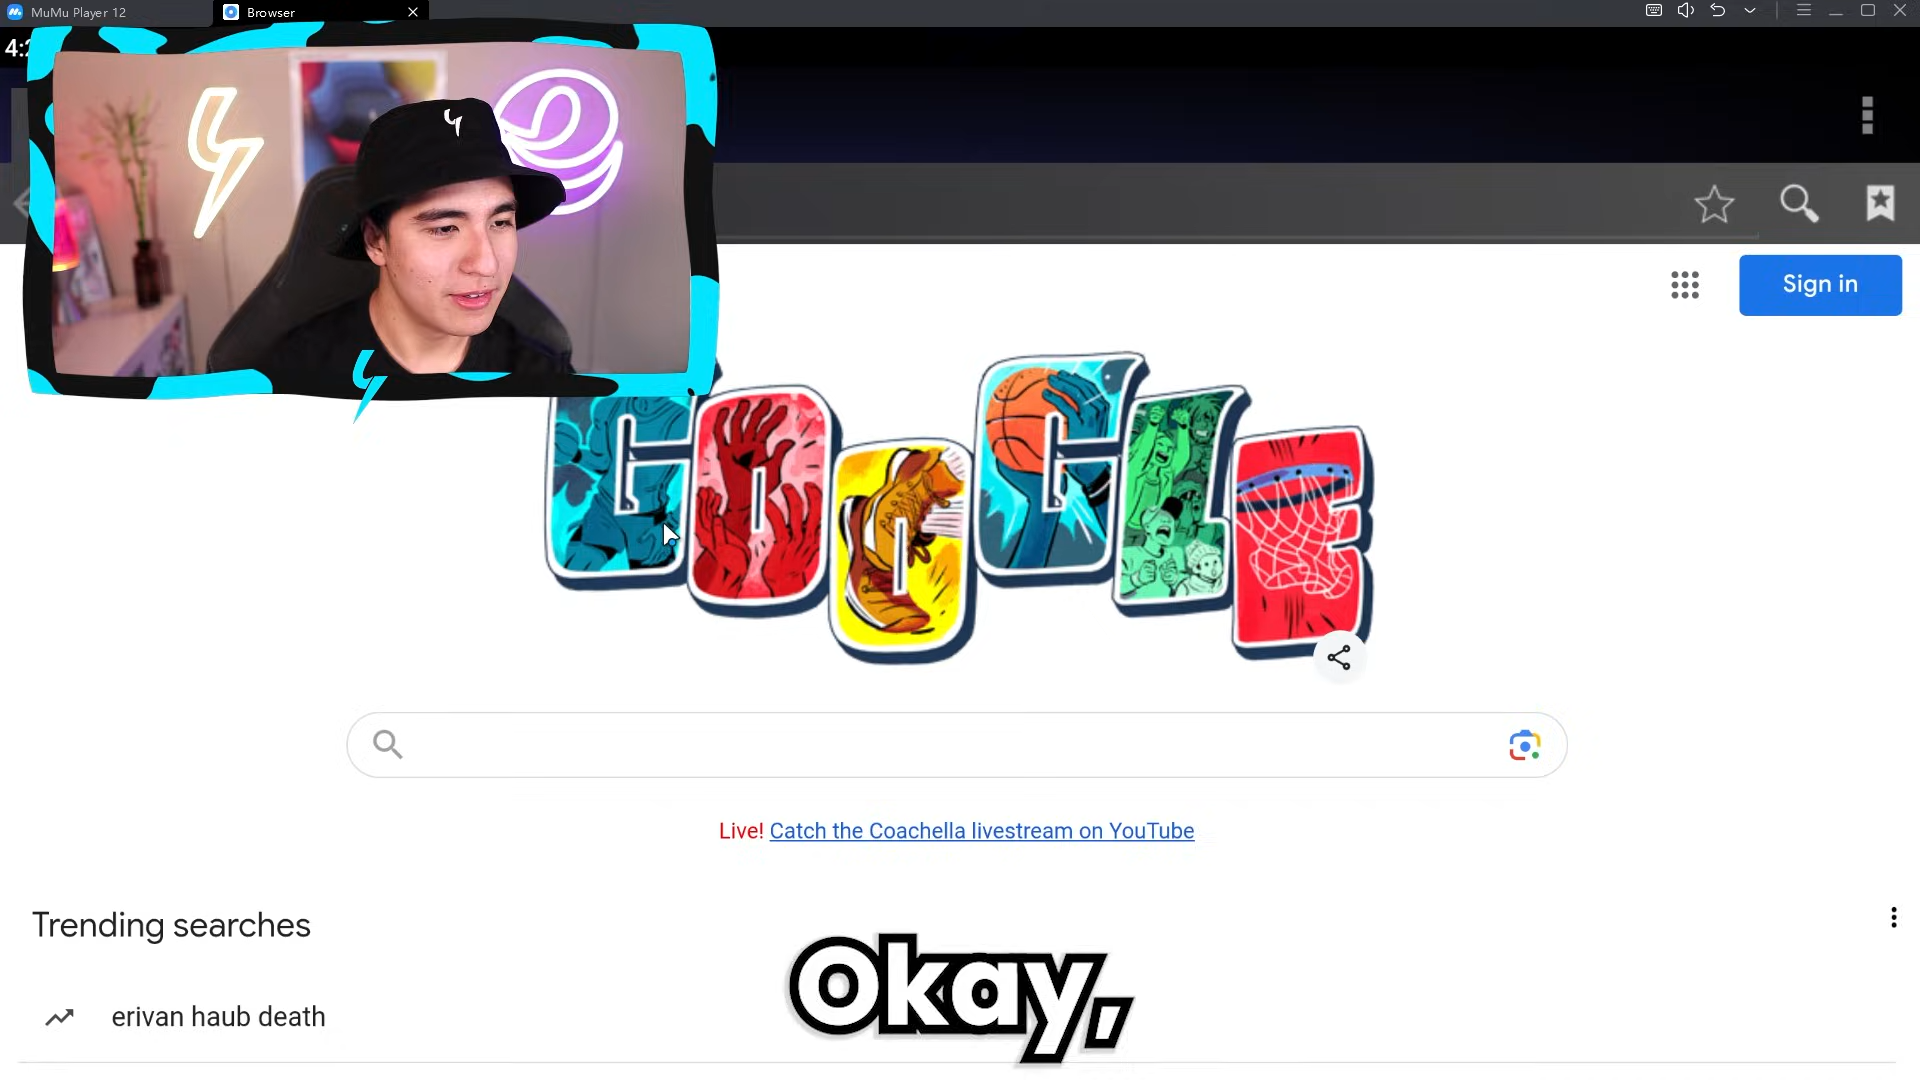 MuMu Player 12
Browser
4:2
Sign in
GOOGLE
Live! Catch the Coachella livestream on YouTube
Trending searches
erivan haub death
Okay,